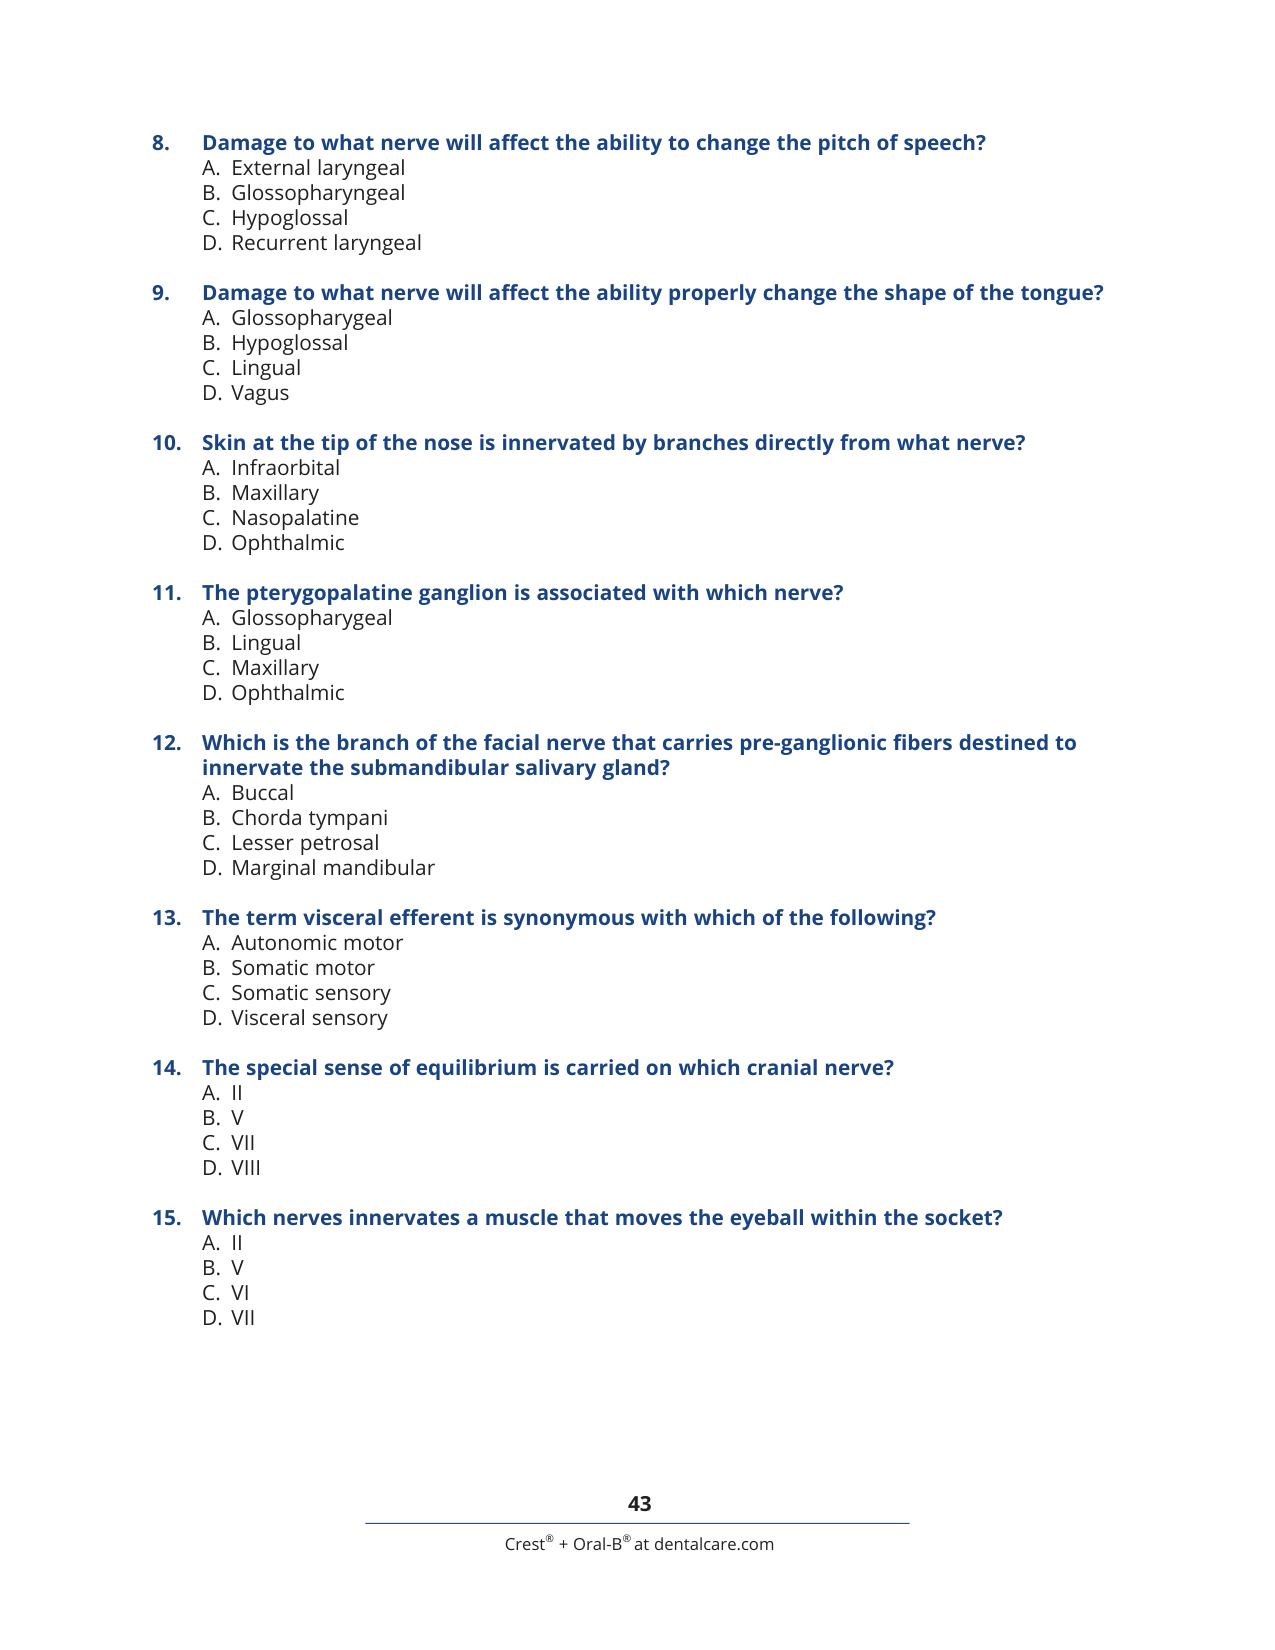 8. Damage to what nerve will affect the ability to change the pitch of speech?
A. External laryngeal
B. Glossopharyngeal
C. Hypoglossal
D. Recurrent laryngeal
9. Damage to what nerve will affect the ability properly change the shape of the tongue?
A. Glossopharygeal
B. Hypoglossal
C. Lingual
D. Vagus
10. Skin at the tip of the nose is innervated by branches directly from what nerve?
A. Infraorbital
B. Maxillary
C. Nasopalatine
D. Ophthalmic
11. The pterygopalatine ganglion is associated with which nerve?
A. Glossopharygeal
B. Lingual
C. Maxillary
D. Ophthalmic
12. Which is the branch of the facial nerve that carries pre-ganglionic fibers destined to
innervate the submandibular salivary gland?
A. Buccal
B. Chorda tympani
C. Lesser petrosal
D. Marginal mandibular
13. The term visceral efferent is synonymous with which of the following?
A. Autonomic motor
B. Somatic motor
C. Somatic sensory
D. Visceral sensory
14. The special sense of equilibrium is carried on which cranial nerve?
A. II
B. V
C. VII
D. VIII
15. Which nerves innervates a muscle that moves the eyeball within the socket?
A. II
B. V
C. VI
D. VII
43
Crest® + Oral-B® at dentalcare.com